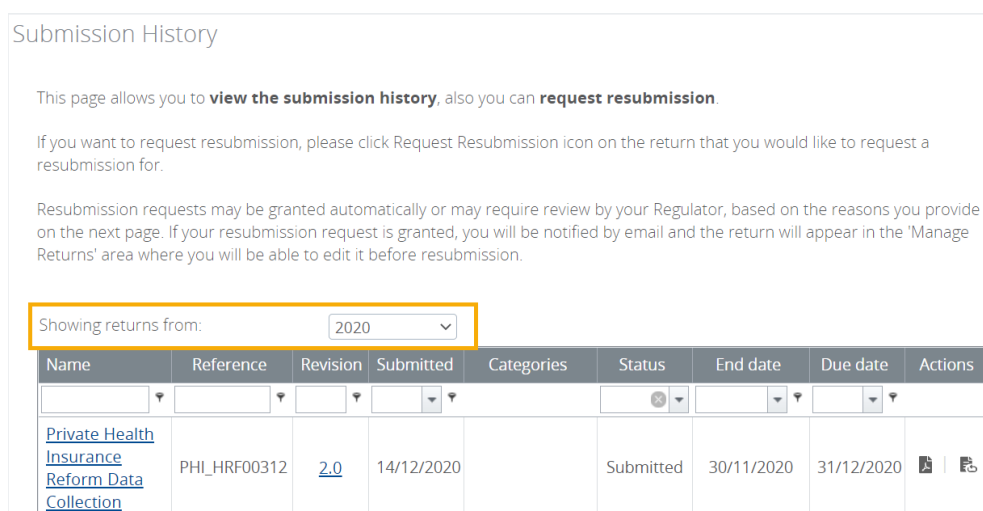 Submission History
This page allows you to view the submission history, also you can request resubmission.
If you want to request resubmission, please click Request Resubmission icon on the return that you would like to request a
resubmission for.
Resubmission requests may be granted automatically or may require review by your Regulator, based on the reasons you provide
on the next page. If your resubmission request is granted, you will be notified by email and the return will appear in the 'Manage
Returns' area where you will be able to edit it before resubmission.
Showing returns from: 2020
Name Reference Revision Submitted Categories Status End date Due date Actions
Private Health
Insurance
Reform Data
Collection
PHI_HRF00312 2.0 14/12/2020 Submitted 30/11/2020 31/12/2020